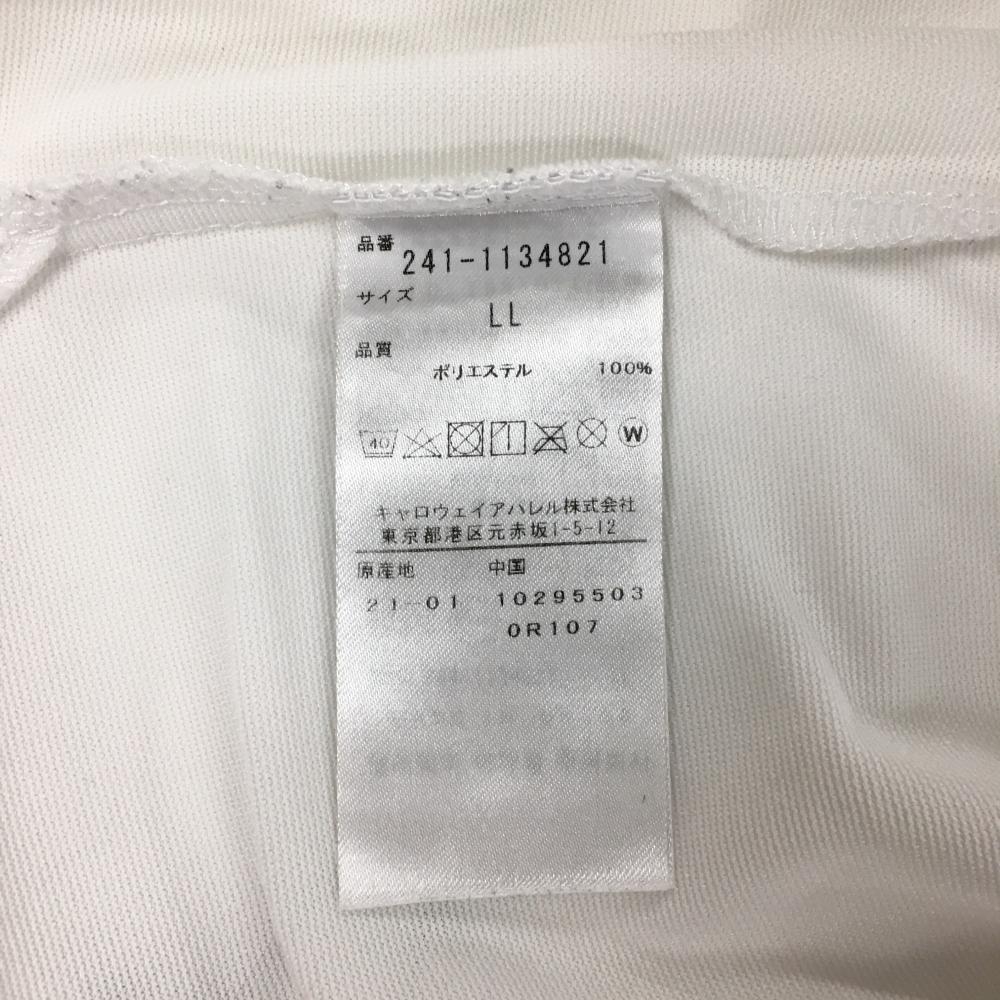 品番 241-1134821
サイズ
LL
品質
ポリエステル 100%
40 W
キャロウェイアパレル株式会社
東京都港区元赤坂1-5-12
原産地 中国
21-01 10295503
0R107